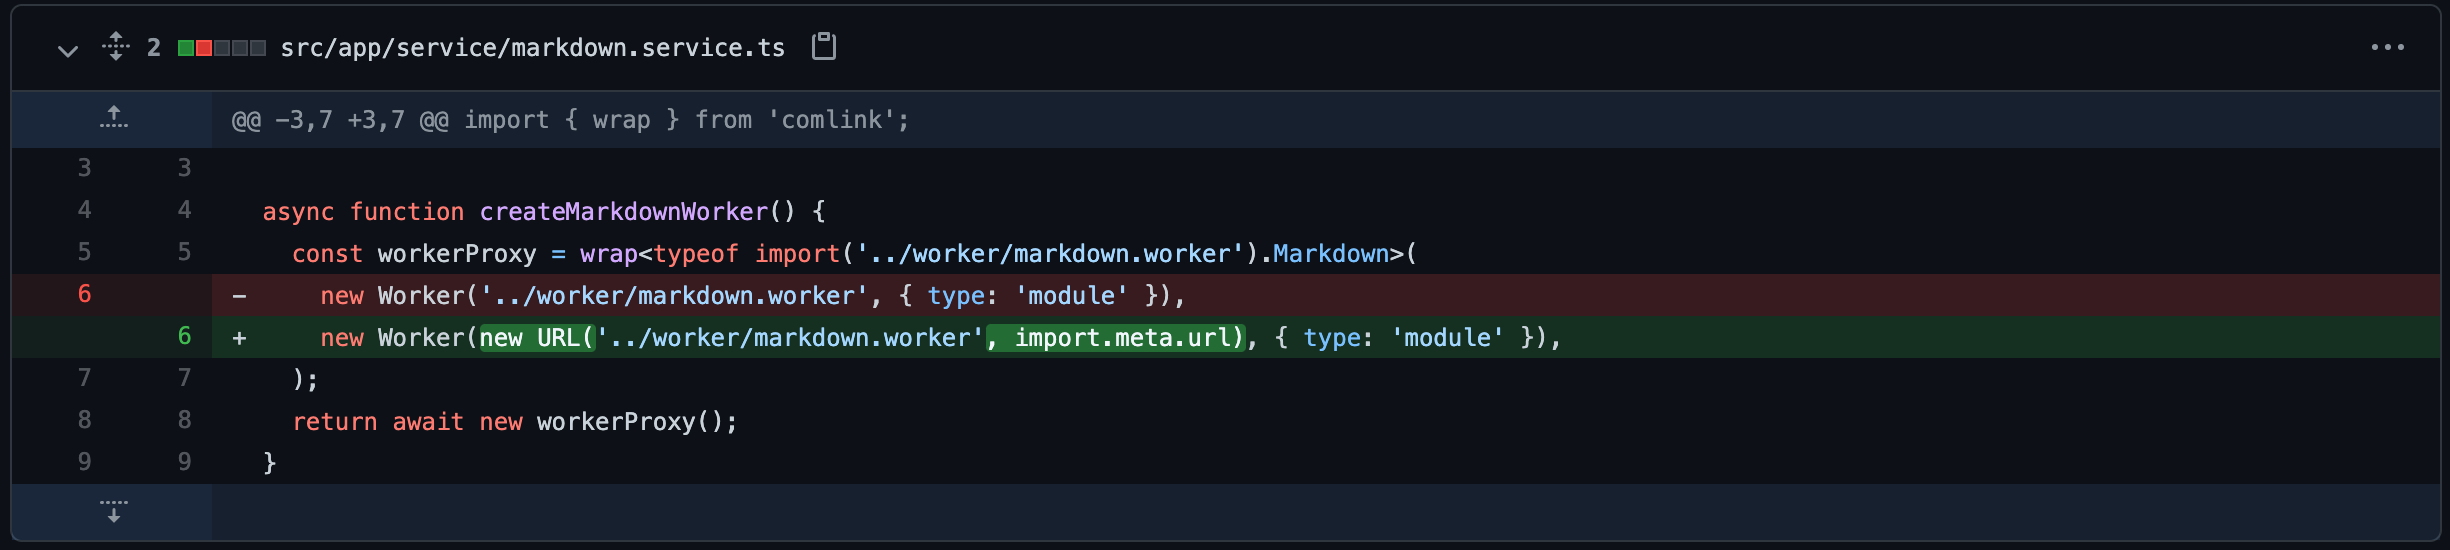 2 src/app/service/markdown.service.ts
@@ -3,7 +3,7 @@ import { wrap } from 'comlink';
3 3
4 4 async function createMarkdownWorker() {
5 5 const workerProxy = wrap<typeof import('../worker/markdown.worker').Markdown>(
6 - new Worker('../worker/markdown.worker', { type: 'module' }),
6 + new Worker(new URL('../worker/markdown.worker', import.meta.url), { type: 'module' }),
7 7 );
8 8 return await new workerProxy();
9 9 }